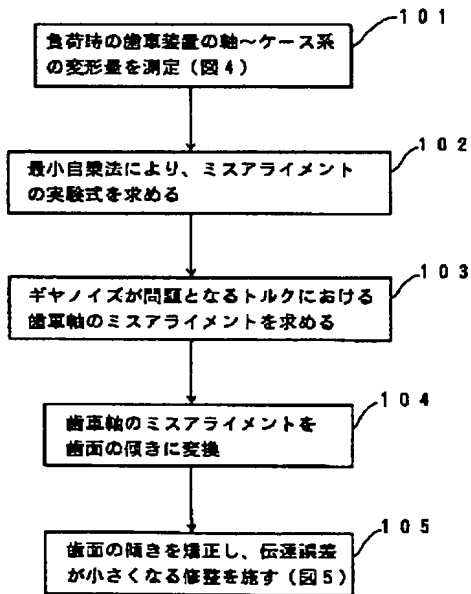 101
負荷時の歯車装置の軸〜ケース系
の変形量を測定（図4）
102
最小自乗法により、ミスアライメント
の実験式を求める
103
ギヤノイズが問題となるトルクにおける
歯車軸のミスアライメントを求める
104
歯車軸のミスアライメントを
歯面の傾きに変換
105
歯面の傾きを矯正し、伝達誤差
が小さくなる修整を施す（図5）